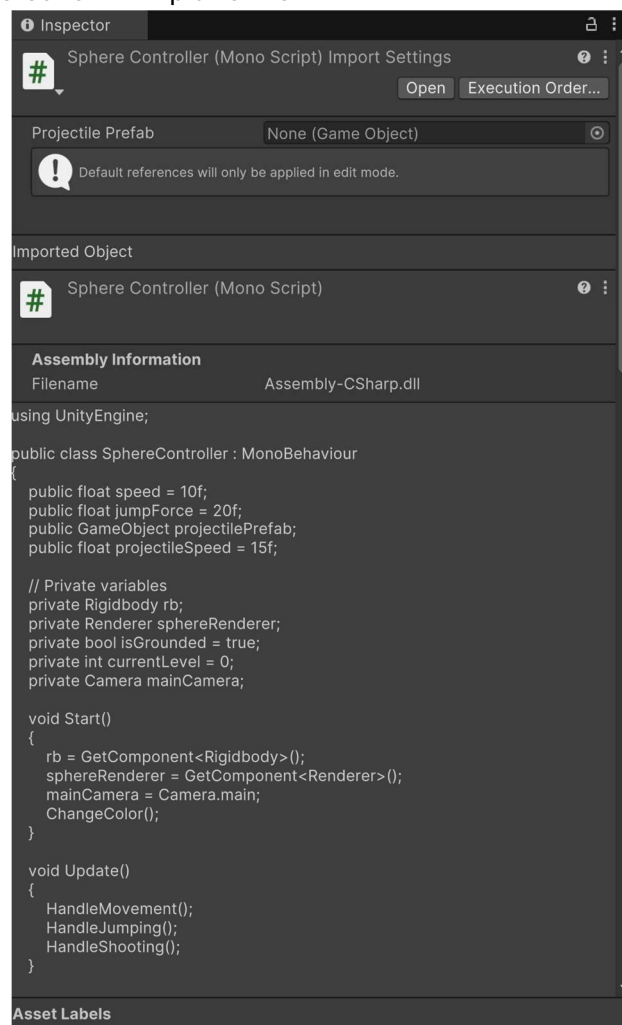 Inspector
Sphere Controller (Mono Script) Import Settings
Open Execution Order...
Projectile Prefab None (Game Object)
Default references will only be applied in edit mode.
Imported Object
Sphere Controller (Mono Script)
Assembly Information
Filename Assembly-CSharp.dll
using UnityEngine;
public class SphereController : MonoBehaviour
{
public float speed = 10f;
public float jumpForce = 20f;
public GameObject projectilePrefab;
public float projectileSpeed = 15f;
// Private variables
private Rigidbody rb;
private Renderer sphereRenderer;
private bool isGrounded = true;
private int currentLevel = 0;
private Camera mainCamera;
void Start()
{
rb = GetComponent<Rigidbody>();
sphereRenderer = GetComponent<Renderer>();
mainCamera = Camera.main;
ChangeColor();
}
void Update()
{
HandleMovement();
HandleJumping();
HandleShooting();
}
Asset Labels